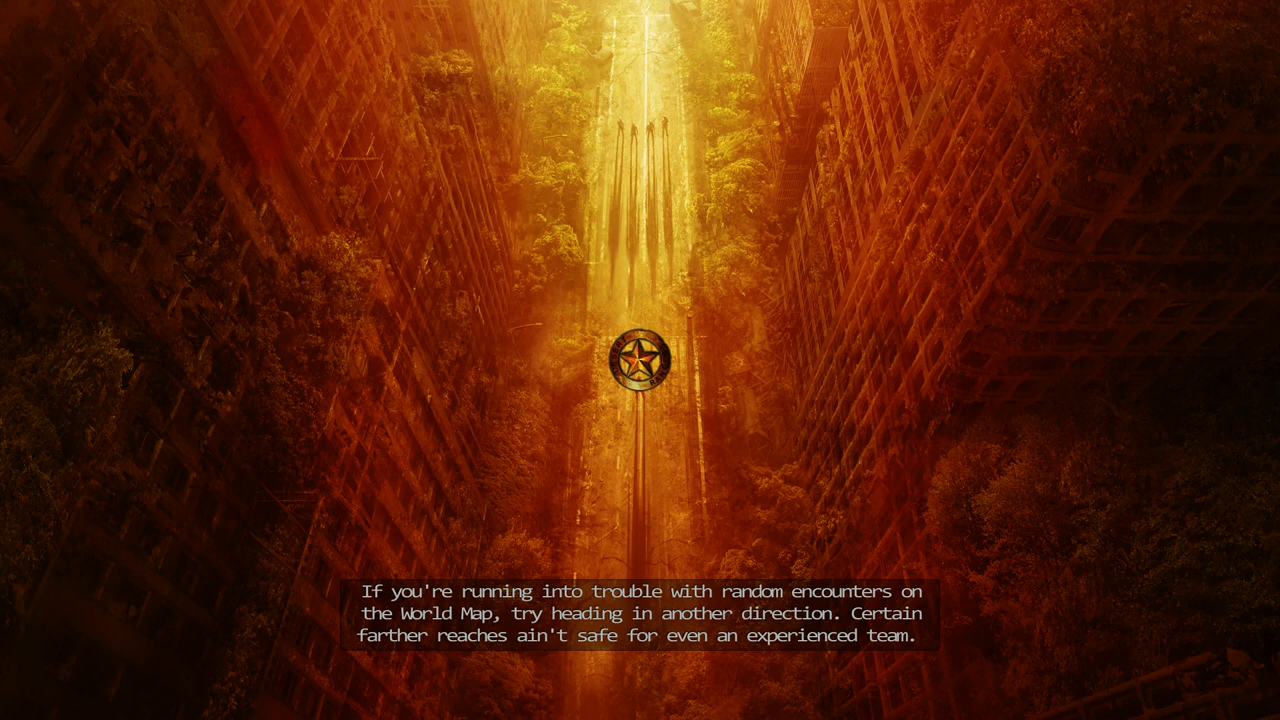 If you're running into trouble with random encounters on
the World Map, try heading in another direction. Certain
farther reaches ain't safe for even an experienced team.